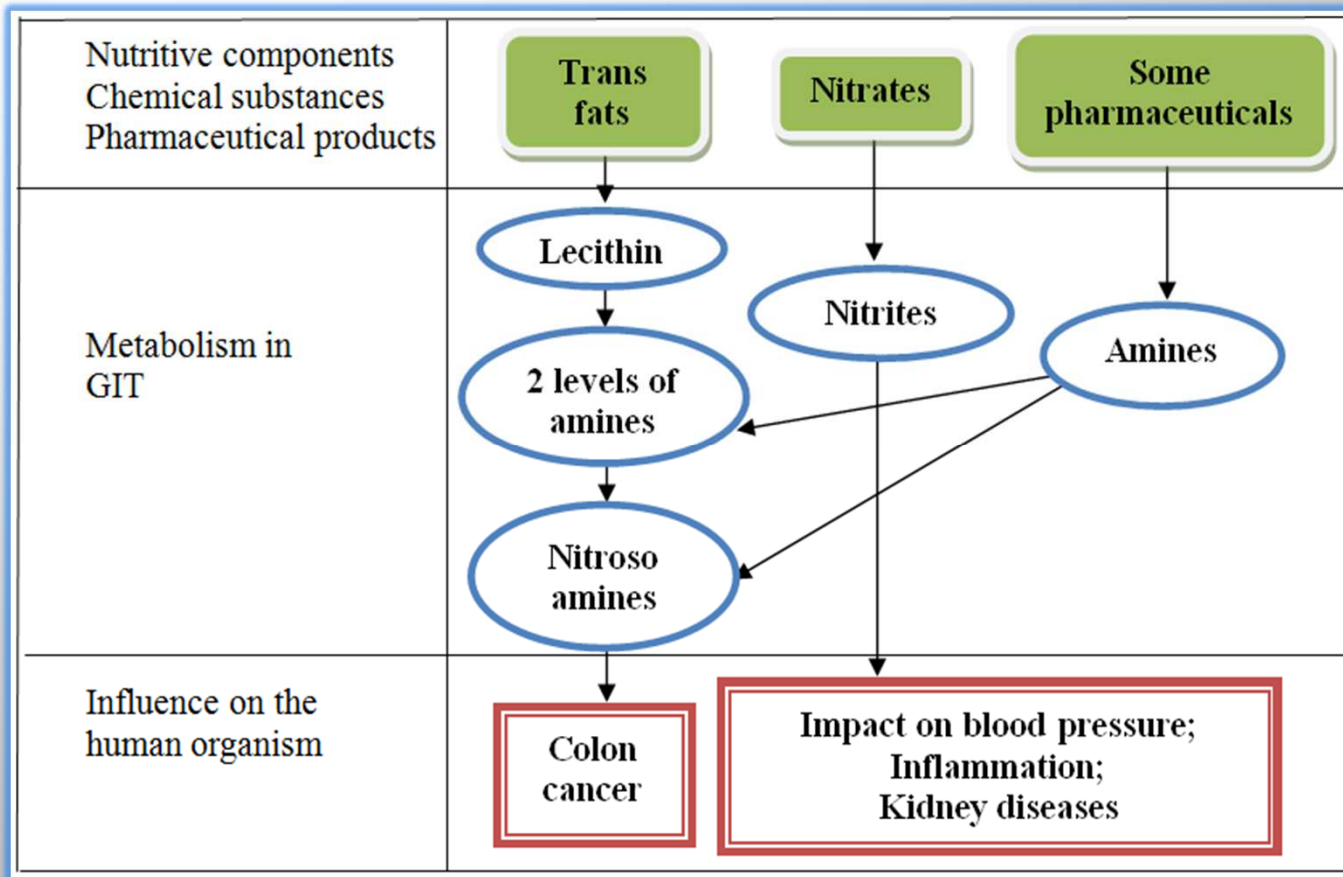 Nutritive components
Chemical substances
Pharmaceutical products
Trans
fats
Nitrates
Some
pharmaceuticals
Metabolism in
GIT
Lecithin
Nitrites
Amines
2 levels of
amines
Nitroso
amines
Influence on the
human organism
Colon
cancer
Impact on blood pressure;
Inflammation;
Kidney diseases